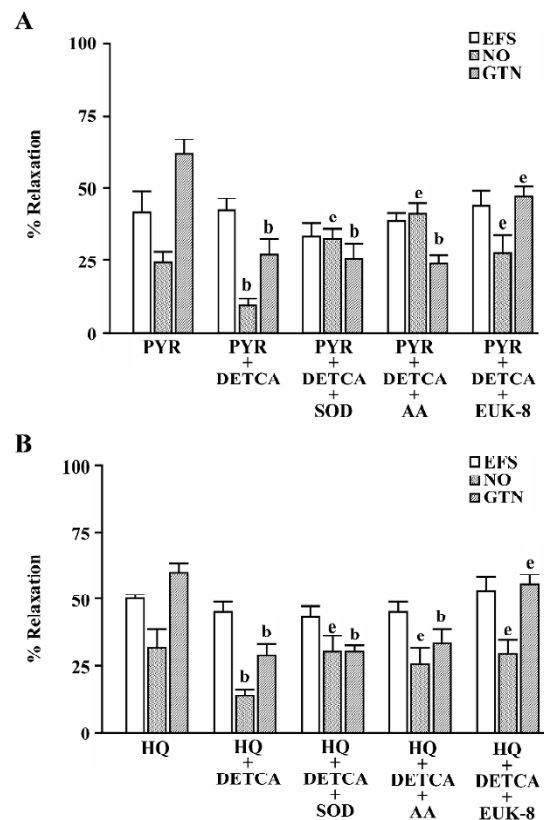 A
EFS
NO
GTN
100
75
50
25
0
% Relaxation
e
b
b
e
b
e
b
e
e
PYR PYR PYR PYR PYR
+ + + +
DETCA DETCA DETCA DETCA
+ + +
SOD AA EUK-8
B
EFS
NO
GTN
100
75
50
25
0
% Relaxation
b
b
e
b
e
b
e
e
HQ HQ HQ HQ HQ
+ + + +
DETCA DETCA DETCA DETCA
+ + +
SOD AA EUK-8